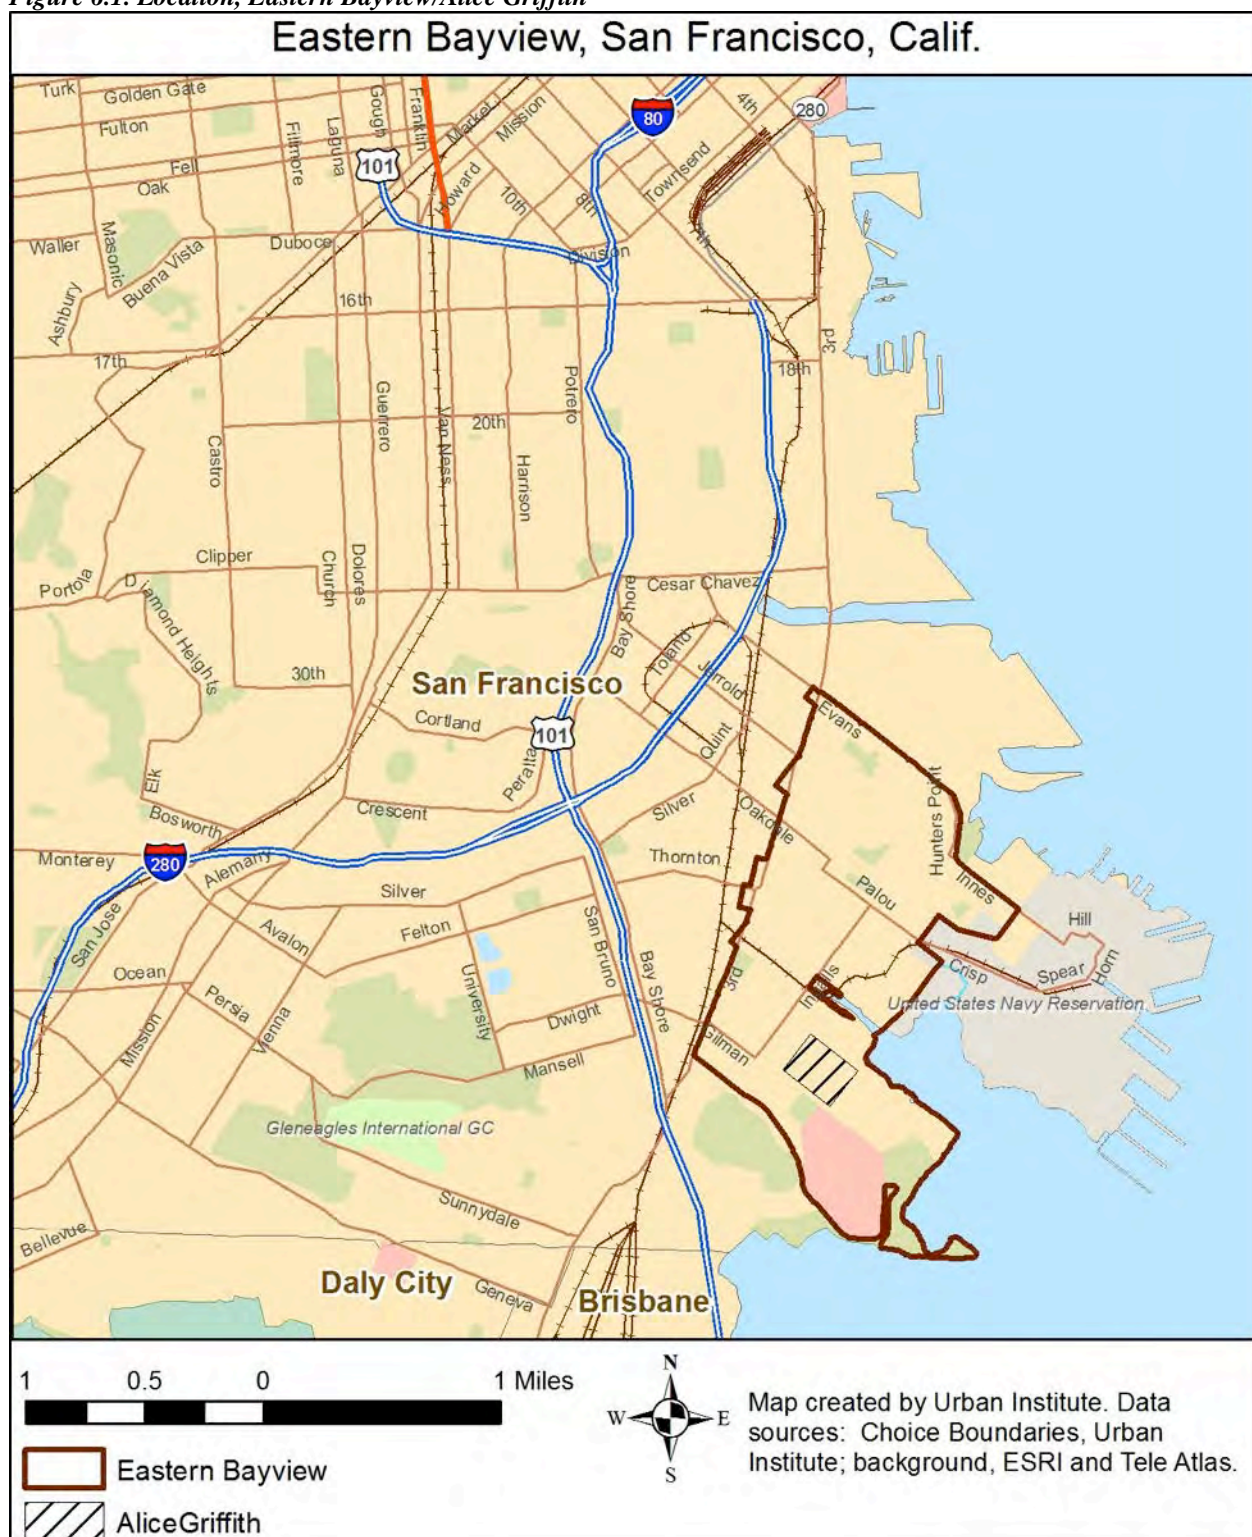 Figure 6.1: Location, Eastern Bayview/Alice Griffith
Eastern Bayview, San Francisco, Calif.
Turk
Golden Gate
Fulton
Fell
Oak
Fillmore
Laguna
Gough
Franklin
Market
Mission
80
4th
280
101
Howard
10th
8th
Townsend
7th
Waller
Masonic
Buena Vista
Duboce
Division
Ashbury
16th
17th
3rd
18th
Castro
Guerrero
Van Ness
20th
Harrison
Potrero
Portola
Clipper
Church
Dolores
Cesar Chavez
Diamond Heights
30th
Bay Shore
Toland
Jerrold
San Francisco
Cortland
101
Peralta
Quint
Evans
Elk
Bosworth
Crescent
Silver
Oakdale
Hunters Point
Monterey
280
Alemany
Thornton
Silver
Palou
Innes
San Jose
Avalon
Felton
San Bruno
Hill
Ocean
Persia
University
Bay Shore
3rd
Ingalls
Crisp
Spear
Horn
United States Navy Reservation
Mission
Vienna
Dwight
Mansell
Gilman
Gleneagles International GC
Sunnydale
Bellevue
Daly City
Geneva
Brisbane
1 0.5 0 1 Miles
N
W E
S
Map created by Urban Institute. Data
sources: Choice Boundaries, Urban
Institute; background, ESRI and Tele Atlas.
Eastern Bayview
AliceGriffith